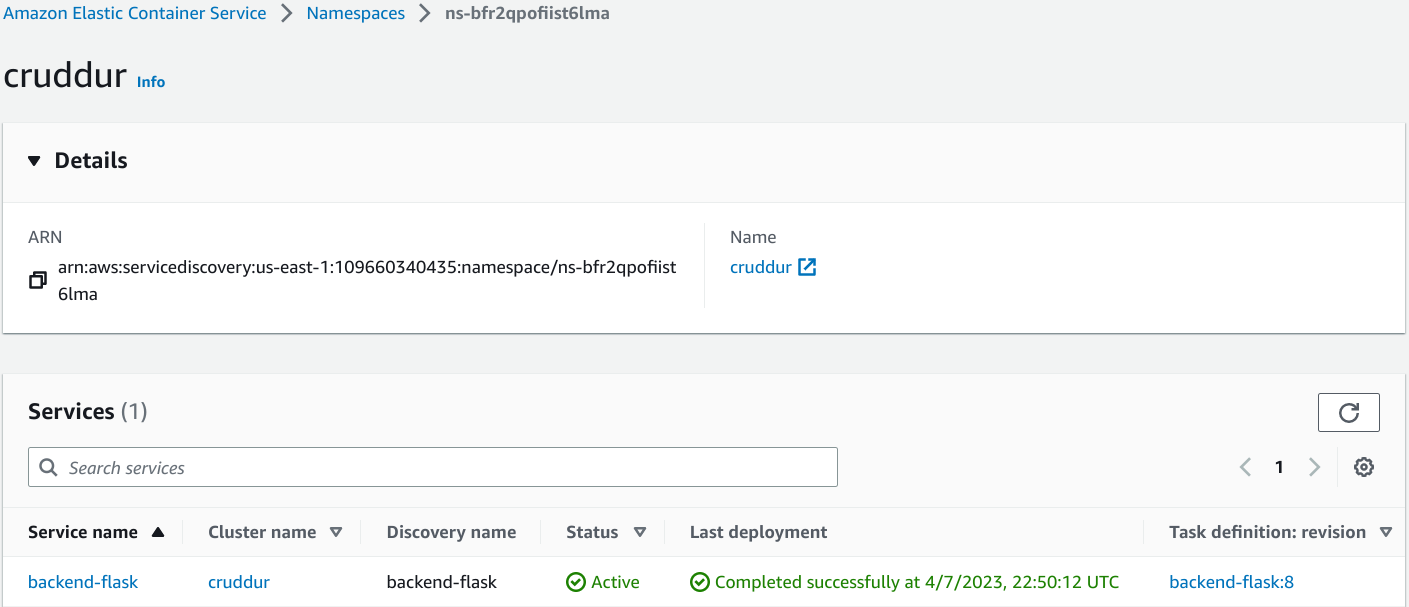 Amazon Elastic Container Service > Namespaces > ns-bfr2qpofiist6lma
cruddur Info
Details
ARN
arn:aws:servicediscovery:us-east-1:109660340435:namespace/ns-bfr2qpofiist
6lma
Name
cruddur
Services (1)
Search services
1
Service name Cluster name Discovery name Status Last deployment Task definition: revision
backend-flask cruddur backend-flask Active Completed successfully at 4/7/2023, 22:50:12 UTC backend-flask:8